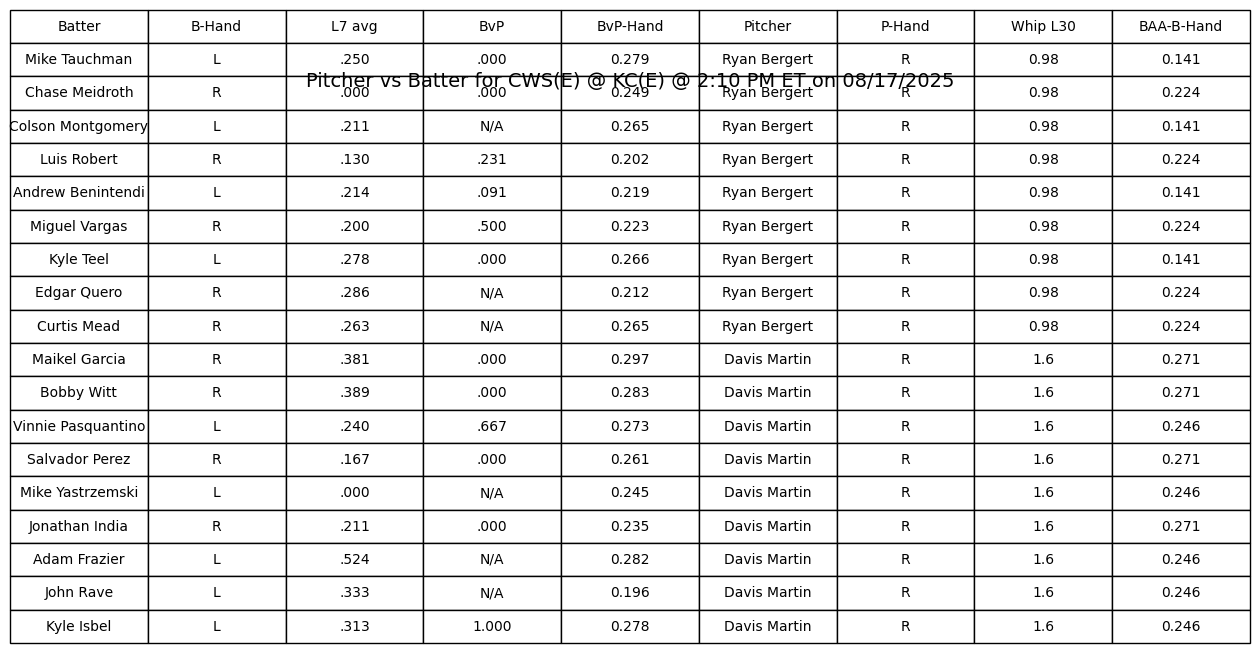 Batter B-Hand L7 avg BvP BvP-Hand Pitcher P-Hand Whip L30 BAA-B-Hand
Mike Tauchman L .250 .000 0.279 Ryan Bergert R 0.98 0.141
Pitcher vs Batter for CWS(E) @ KC(E) @ 2:10 PM ET on 08/17/2025
Chase Meidroth R .000 .000 0.249 Ryan Bergert R 0.98 0.224
Colson Montgomery L .211 N/A 0.265 Ryan Bergert R 0.98 0.141
Luis Robert R .130 .231 0.202 Ryan Bergert R 0.98 0.224
Andrew Benintendi L .214 .091 0.219 Ryan Bergert R 0.98 0.141
Miguel Vargas R .200 .500 0.223 Ryan Bergert R 0.98 0.224
Kyle Teel L .278 .000 0.266 Ryan Bergert R 0.98 0.141
Edgar Quero R .286 N/A 0.212 Ryan Bergert R 0.98 0.224
Curtis Mead R .263 N/A 0.265 Ryan Bergert R 0.98 0.224
Maikel Garcia R .381 .000 0.297 Davis Martin R 1.6 0.271
Bobby Witt R .389 .000 0.283 Davis Martin R 1.6 0.271
Vinnie Pasquantino L .240 .667 0.273 Davis Martin R 1.6 0.246
Salvador Perez R .167 .000 0.261 Davis Martin R 1.6 0.271
Mike Yastrzemski L .000 N/A 0.245 Davis Martin R 1.6 0.246
Jonathan India R .211 .000 0.235 Davis Martin R 1.6 0.271
Adam Frazier L .524 N/A 0.282 Davis Martin R 1.6 0.246
John Rave L .333 N/A 0.196 Davis Martin R 1.6 0.246
Kyle Isbel L .313 1.000 0.278 Davis Martin R 1.6 0.246